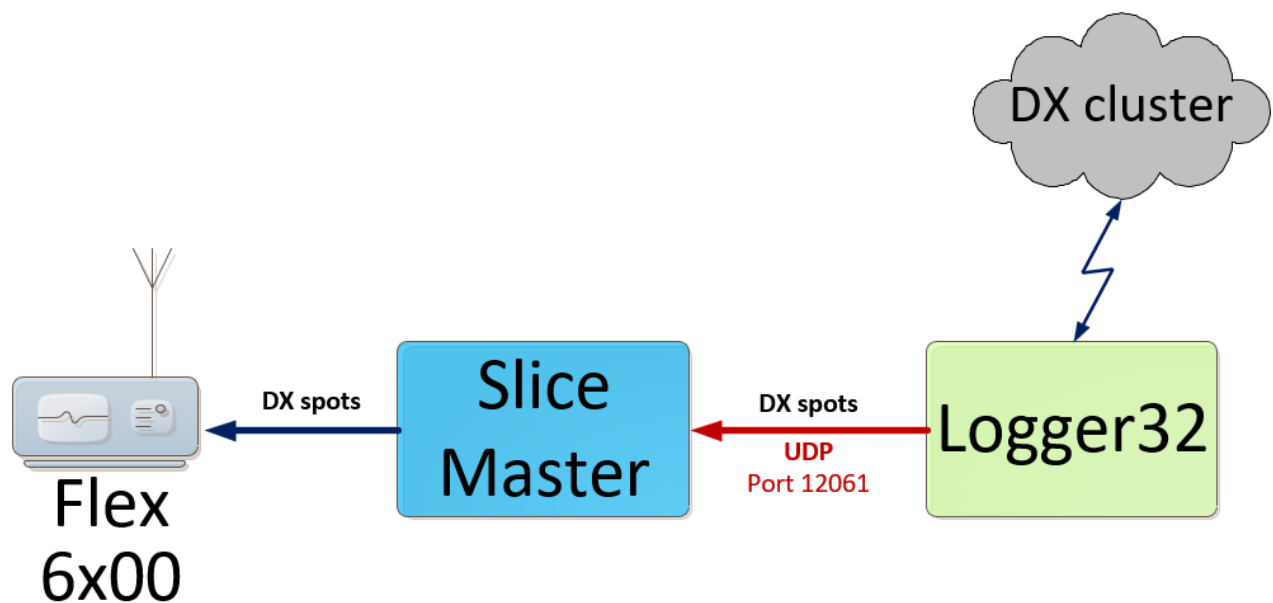 DX cluster
DX spots
Slice
Master
DX spots
UDP
Port 12061
Logger32
Flex
6x00